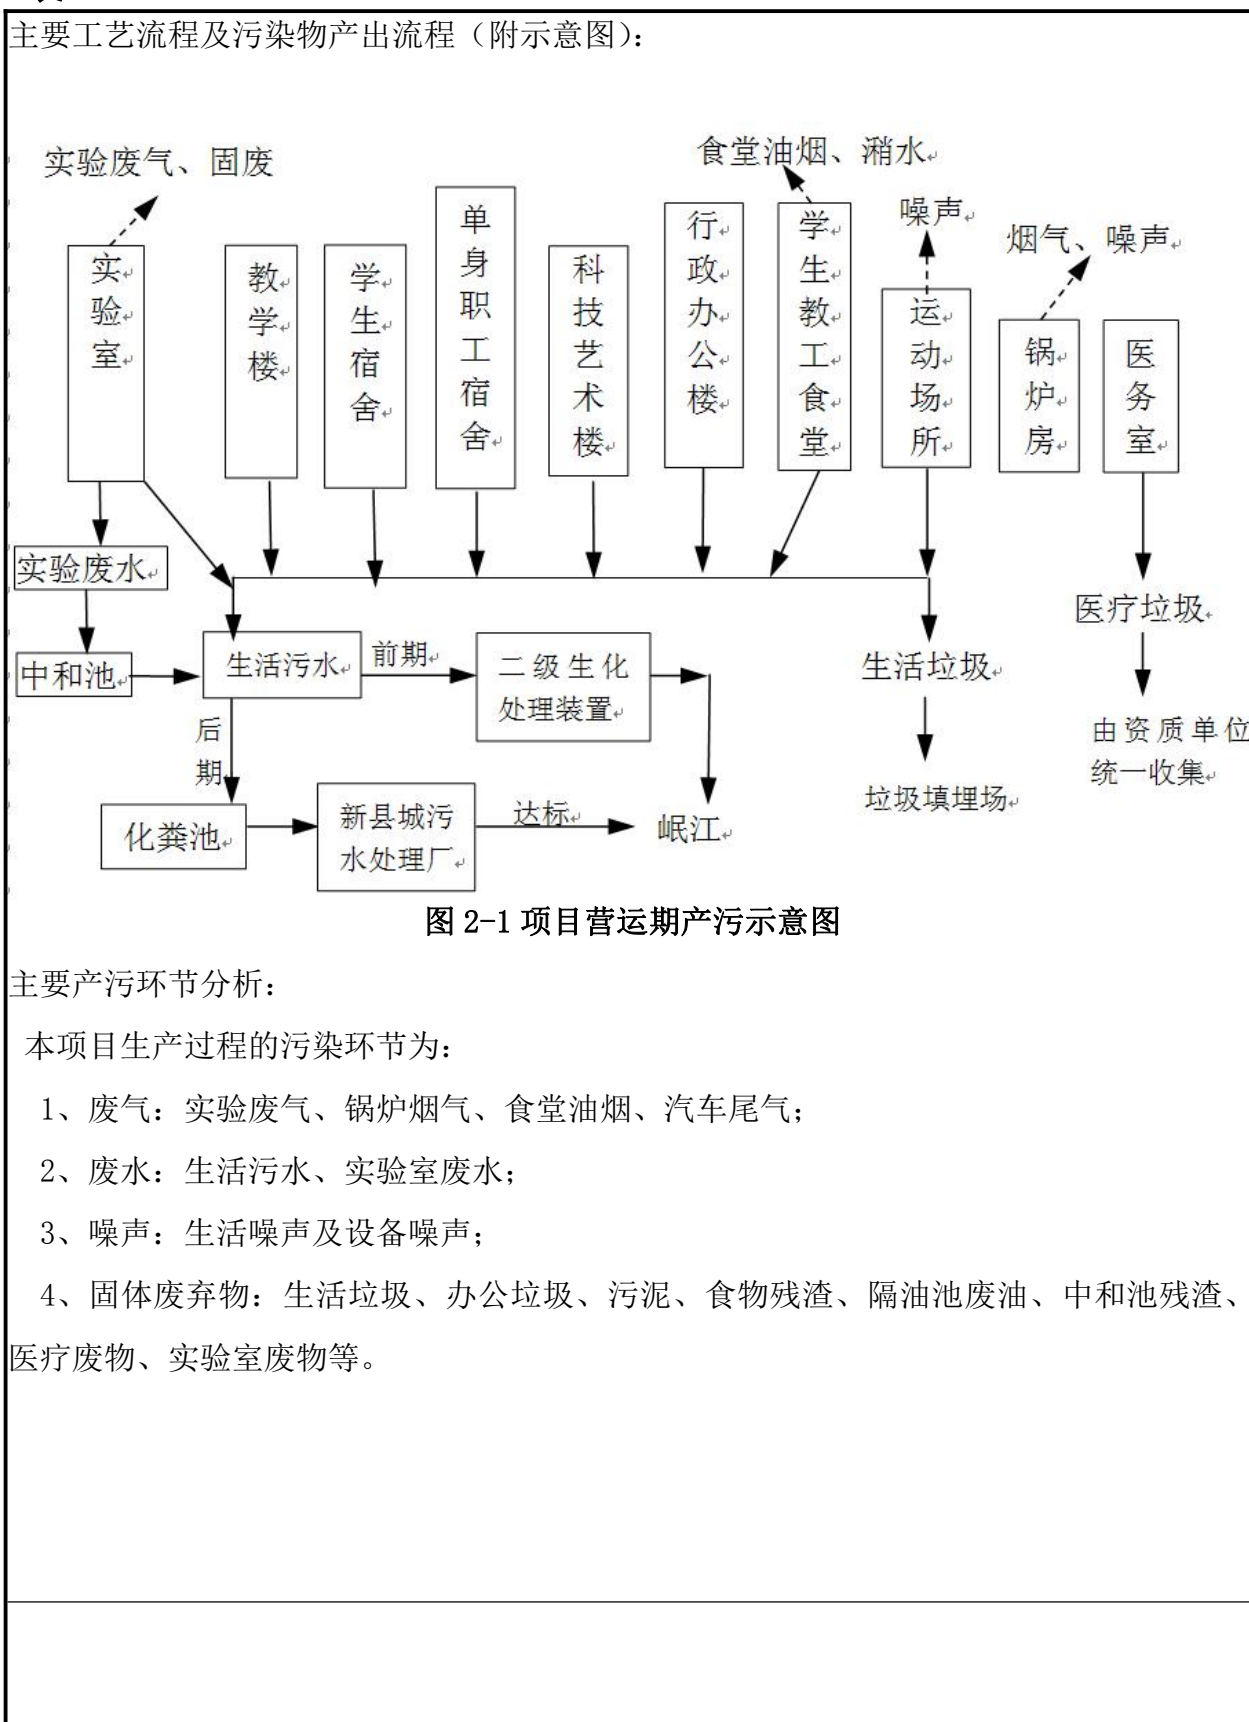 主要工艺流程及污染物产出流程（附示意图）：
实验废气、固废
食堂油烟、潲水
噪声
烟气、噪声
实验室
教学楼
学生宿舍
单身职工宿舍
科技艺术楼
行政办公楼
学生教工食堂
运动场所
锅炉房
医务室
实验废水
医疗垃圾
中和池
生活污水
前期
二级生化
处理装置
生活垃圾
后期
由资质单位
统一收集
垃圾填埋场
化粪池
新县城污
水处理厂
达标
岷江
图 2-1 项目营运期产污示意图
主要产污环节分析：
本项目生产过程的污染环节为：
1、废气：实验废气、锅炉烟气、食堂油烟、汽车尾气；
2、废水：生活污水、实验室废水；
3、噪声：生活噪声及设备噪声；
4、固体废弃物：生活垃圾、办公垃圾、污泥、食物残渣、隔油池废油、中和池残渣、
医疗废物、实验室废物等。